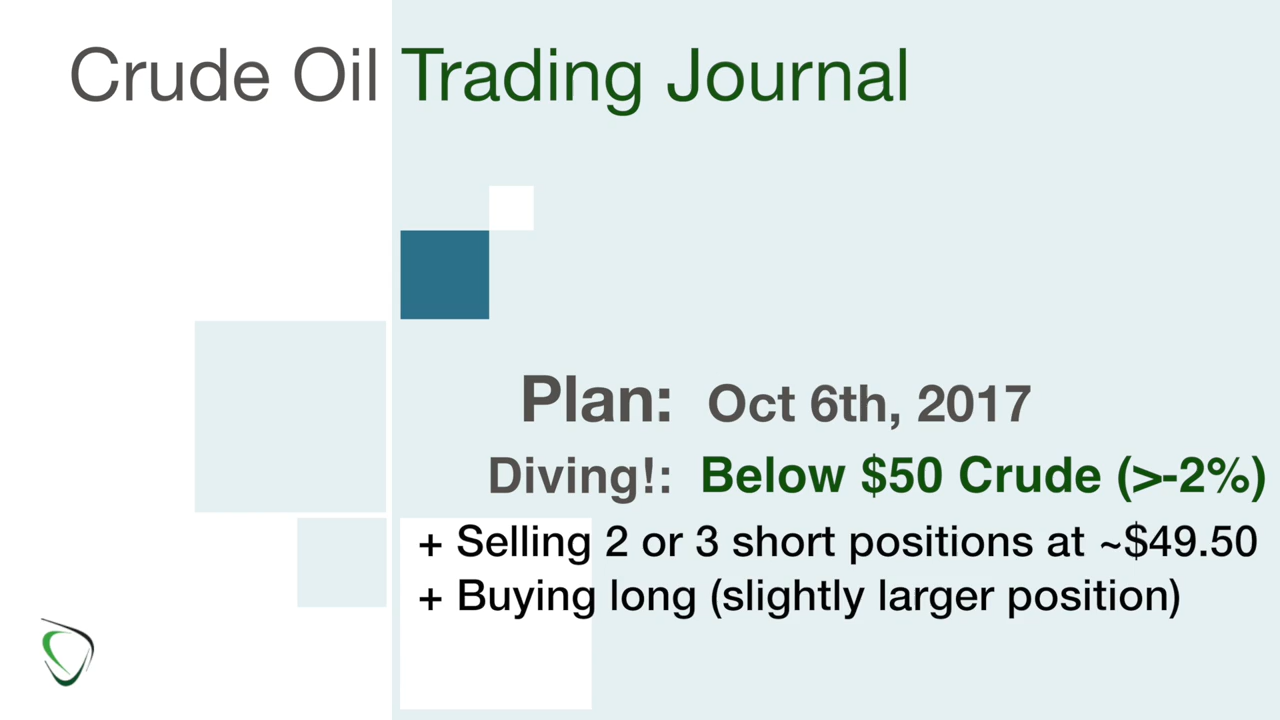 Crude Oil Trading Journal
Plan: Oct 6th, 2017
Diving!: Below $50 Crude (>-2%)
+ Selling 2 or 3 short positions at ~$49.50
+ Buying long (slightly larger position)